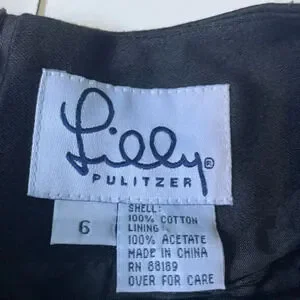 Lilly®
PULITZER
6
SHELL:
100% COTTON
LINING:
100% ACETATE
MADE IN CHINA
RN 68189
OVER FOR CARE